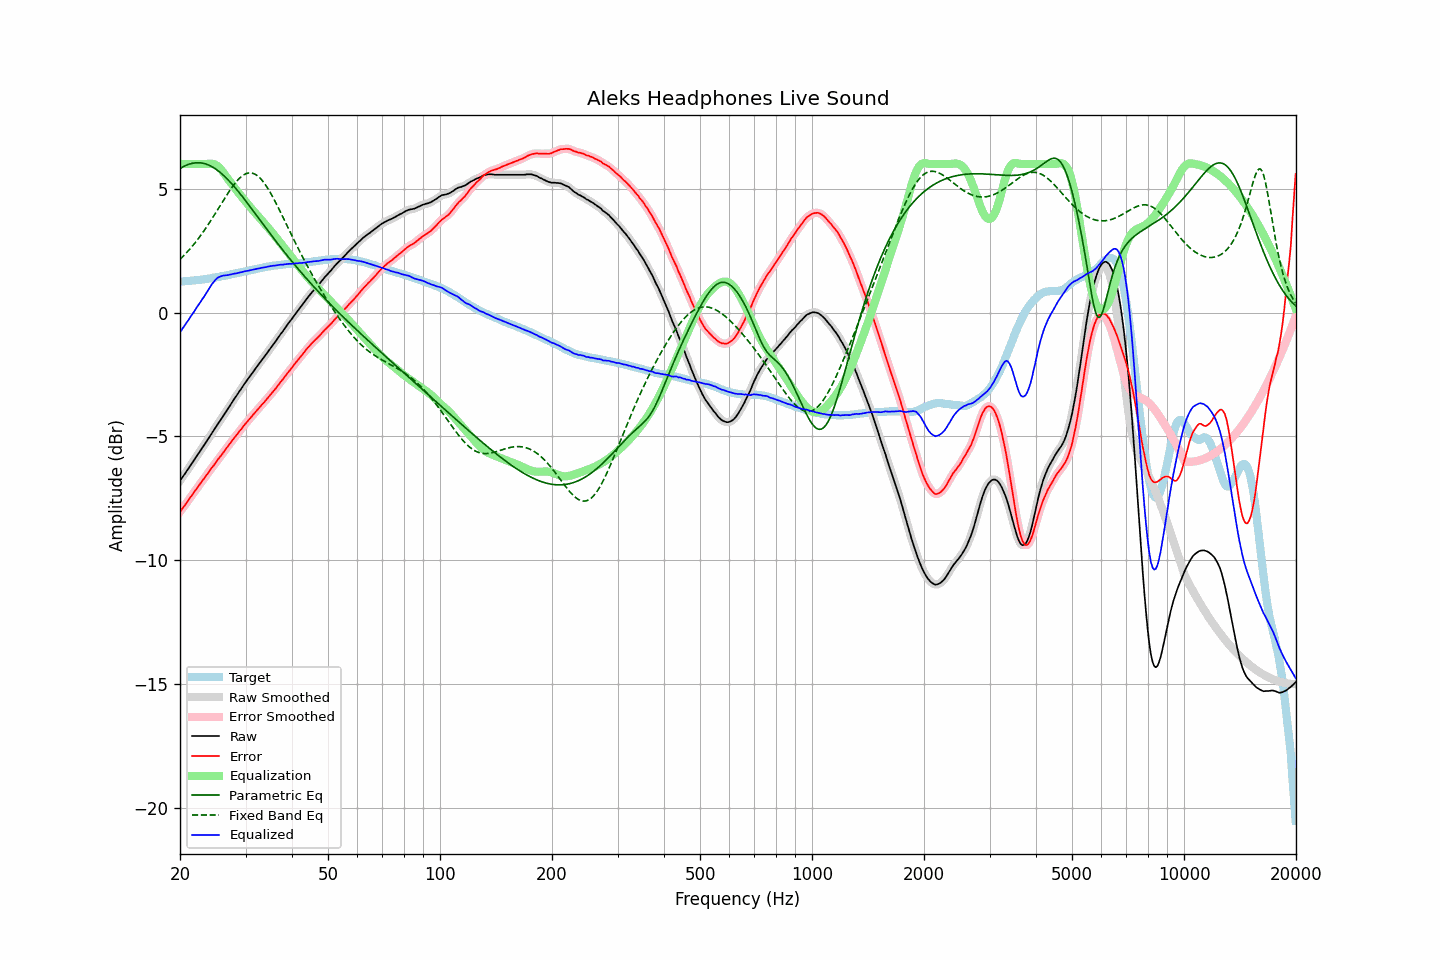 Aleks Headphones Live Sound
Amplitude (dBr)
5
0
−5
−10
−15
−20
Target
Raw Smoothed
Error Smoothed
Raw
Error
Equalization
Parametric Eq
Fixed Band Eq
Equalized
20 50 100 200 500 1000 2000 5000 10000 20000
Frequency (Hz)